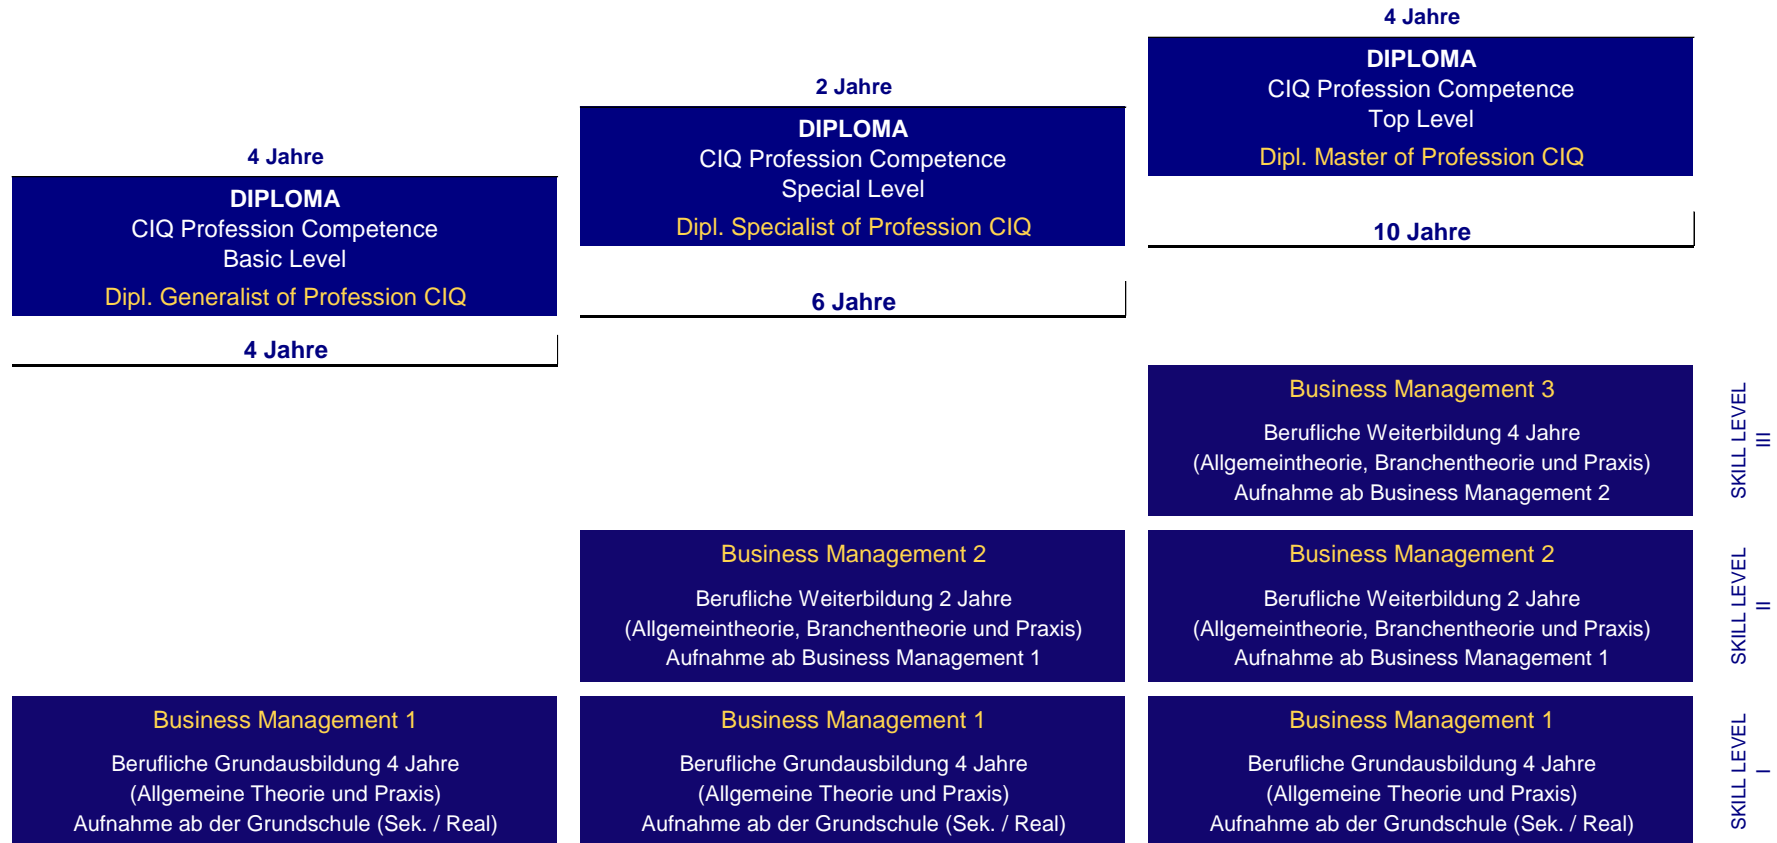 4 Jahre
DIPLOMA
CIQ Profession Competence
Basic Level
Dipl. Generalist of Profession CIQ
4 Jahre
2 Jahre
DIPLOMA
CIQ Profession Competence
Special Level
Dipl. Specialist of Profession CIQ
6 Jahre
4 Jahre
DIPLOMA
CIQ Profession Competence
Top Level
Dipl. Master of Profession CIQ
10 Jahre
Business Management 3
Berufliche Weiterbildung 4 Jahre
(Allgemeintheorie, Branchentheorie und Praxis)
Aufnahme ab Business Management 2
SKILL LEVEL
III
Business Management 2
Berufliche Weiterbildung 2 Jahre
(Allgemeintheorie, Branchentheorie und Praxis)
Aufnahme ab Business Management 1
Business Management 2
Berufliche Weiterbildung 2 Jahre
(Allgemeintheorie, Branchentheorie und Praxis)
Aufnahme ab Business Management 1
SKILL LEVEL
II
Business Management 1
Berufliche Grundausbildung 4 Jahre
(Allgemeine Theorie und Praxis)
Aufnahme ab der Grundschule (Sek. / Real)
Business Management 1
Berufliche Grundausbildung 4 Jahre
(Allgemeine Theorie und Praxis)
Aufnahme ab der Grundschule (Sek. / Real)
Business Management 1
Berufliche Grundausbildung 4 Jahre
(Allgemeine Theorie und Praxis)
Aufnahme ab der Grundschule (Sek. / Real)
SKILL LEVEL
I